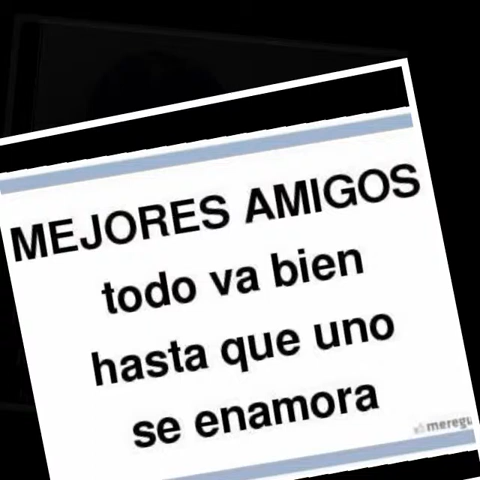 MEJORES AMIGOS
todo va bien
hasta que uno
se enamora